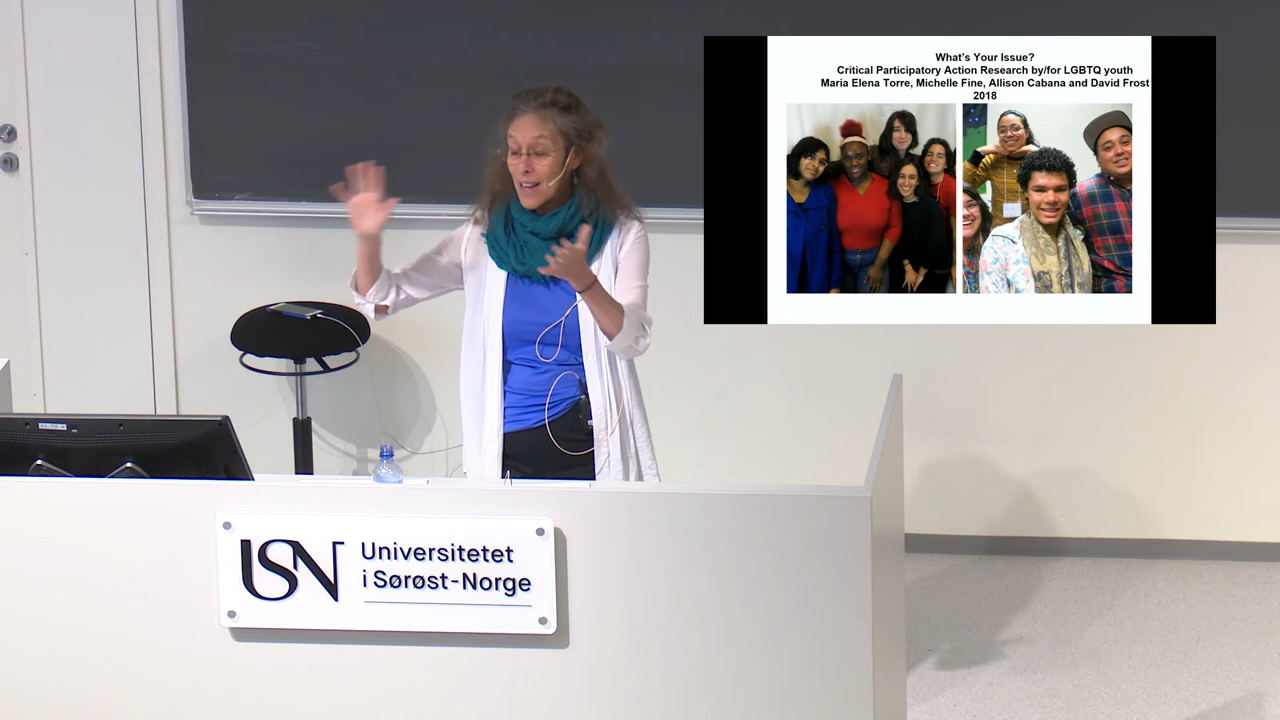 What's Your Issue?
Critical Participatory Action Research by/for LGBTQ youth
Maria Elena Torre, Michelle Fine, Allison Cabana and David Frost
2018
USN
Universitetet
i Sørøst-Norge